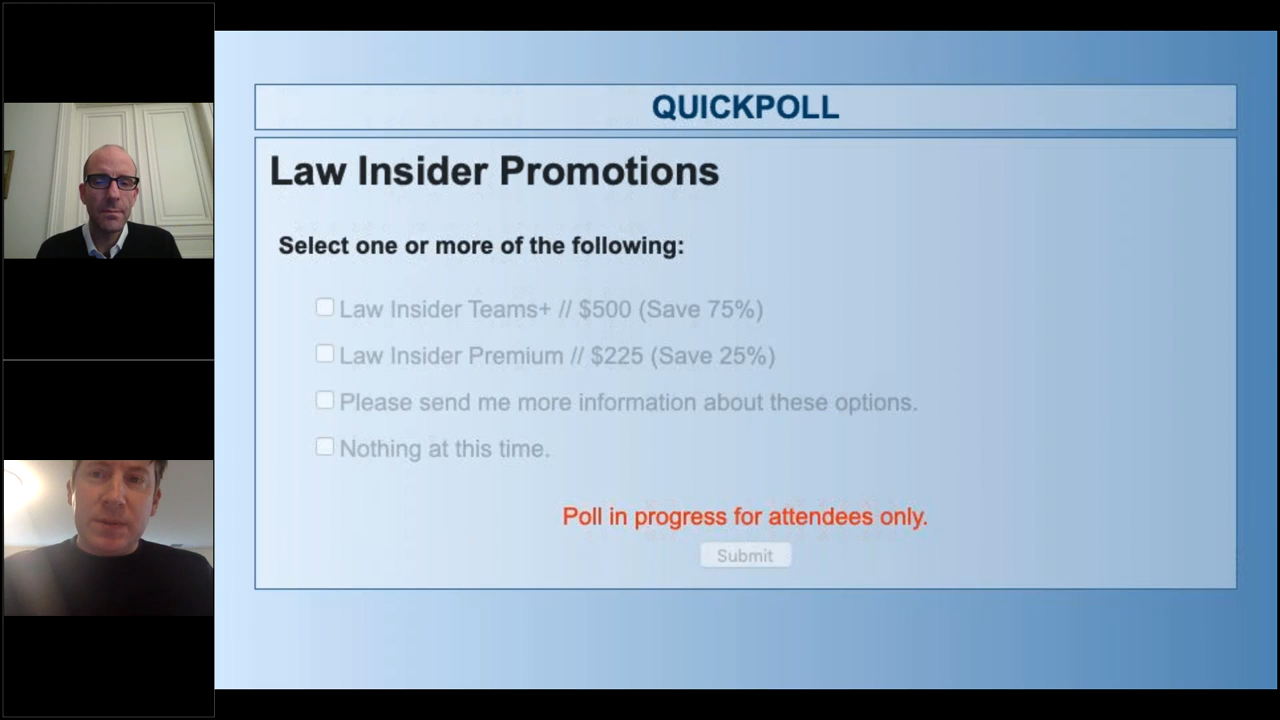 QUICKPOLL
Law Insider Promotions
Select one or more of the following:
Law Insider Teams+ // $500 (Save 75%)
Law Insider Premium // $225 (Save 25%)
Please send me more information about these options.
Nothing at this time.
Poll in progress for attendees only.
Submit